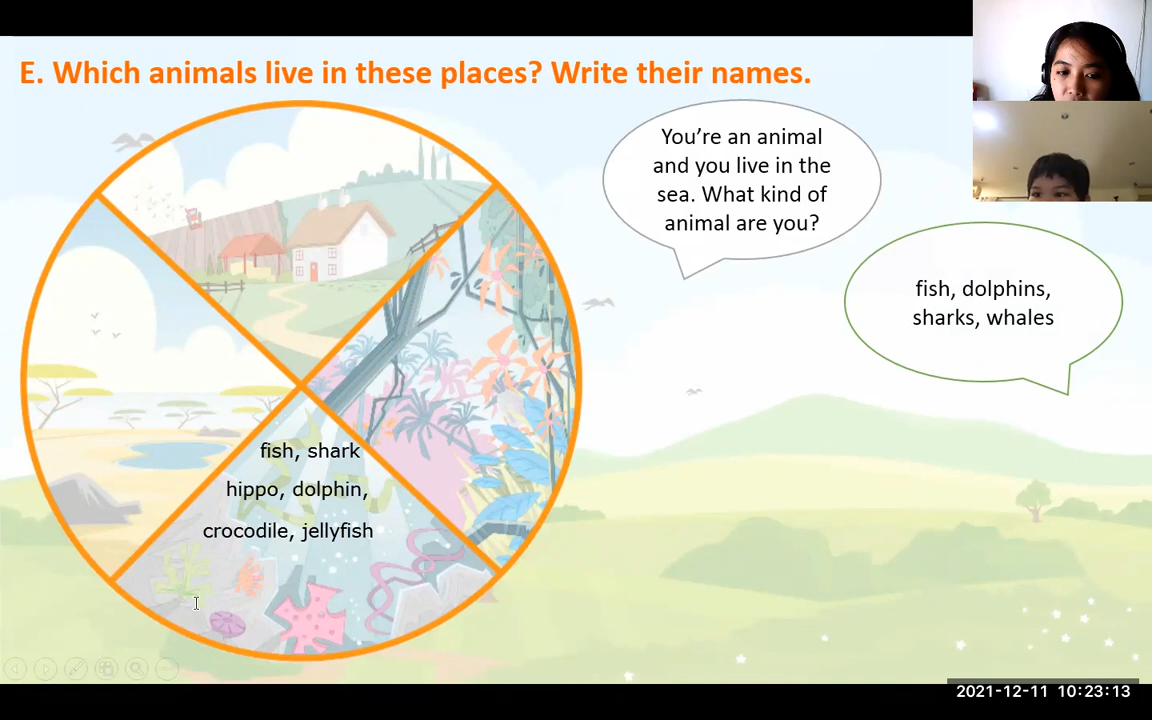 E. Which animals live in these places? Write their names.
You’re an animal
and you live in the
sea. What kind of
animal are you?
fish, dolphins,
sharks, whales
fish, shark
hippo, dolphin,
crocodile, jellyfish
2021-12-11 10:23:13